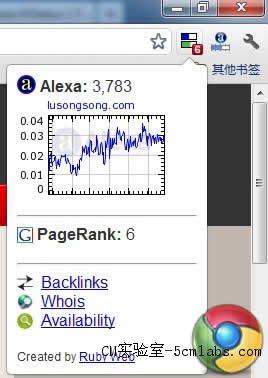 6
其他书签
a Alexa: 3,783
lusongsong.com
0.04
0.03
0.02
0.01
0
G PageRank: 6
Backlinks
Whois
Availability
Created by Ruby Web
CM实验室-5cmlabs.com